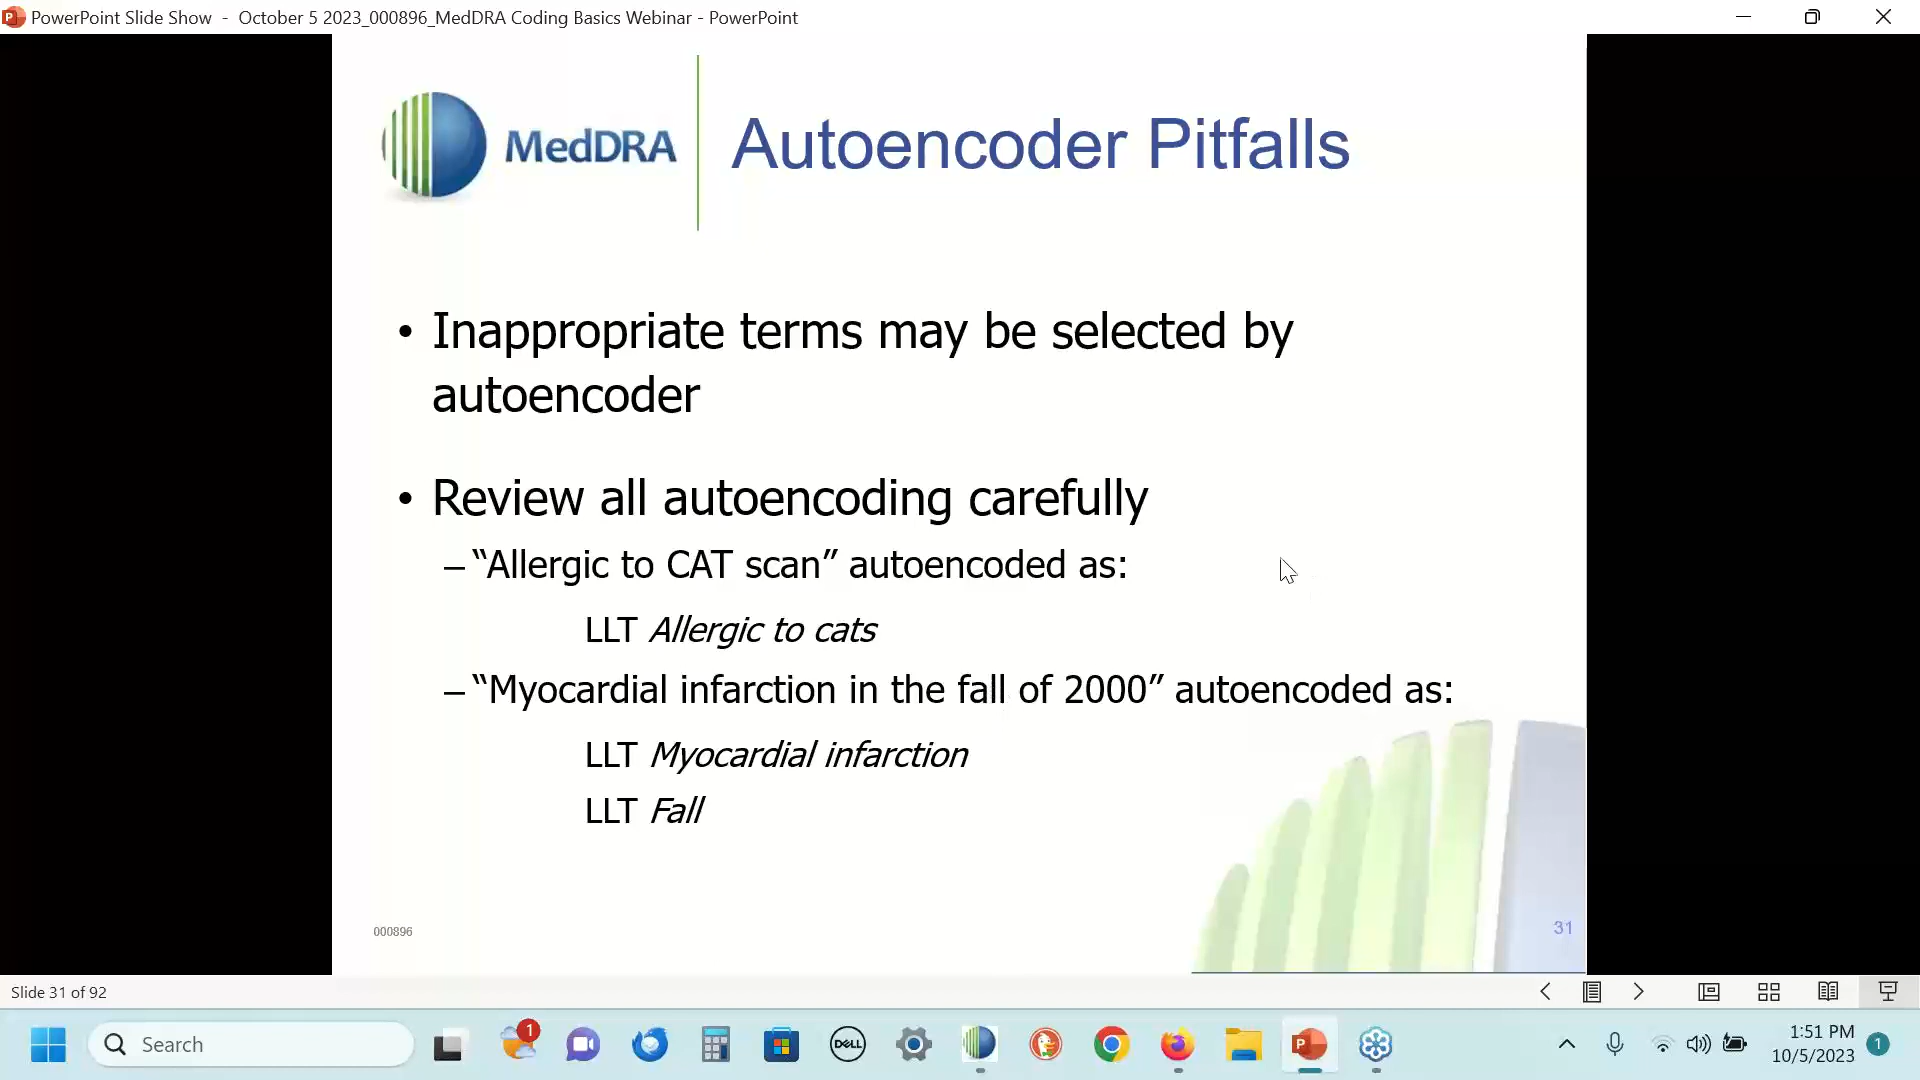 PowerPoint Slide Show - October 5 2023_000896_MedDRA Coding Basics Webinar - PowerPoint
MedDRA
Autoencoder Pitfalls
• Inappropriate terms may be selected by
autoencoder
• Review all autoencoding carefully
– “Allergic to CAT scan” autoencoded as:
LLT Allergic to cats
– “Myocardial infarction in the fall of 2000” autoencoded as:
LLT Myocardial infarction
LLT Fall
000896
31
Slide 31 of 92
Search
1
DELL
1:51 PM
10/5/2023
1